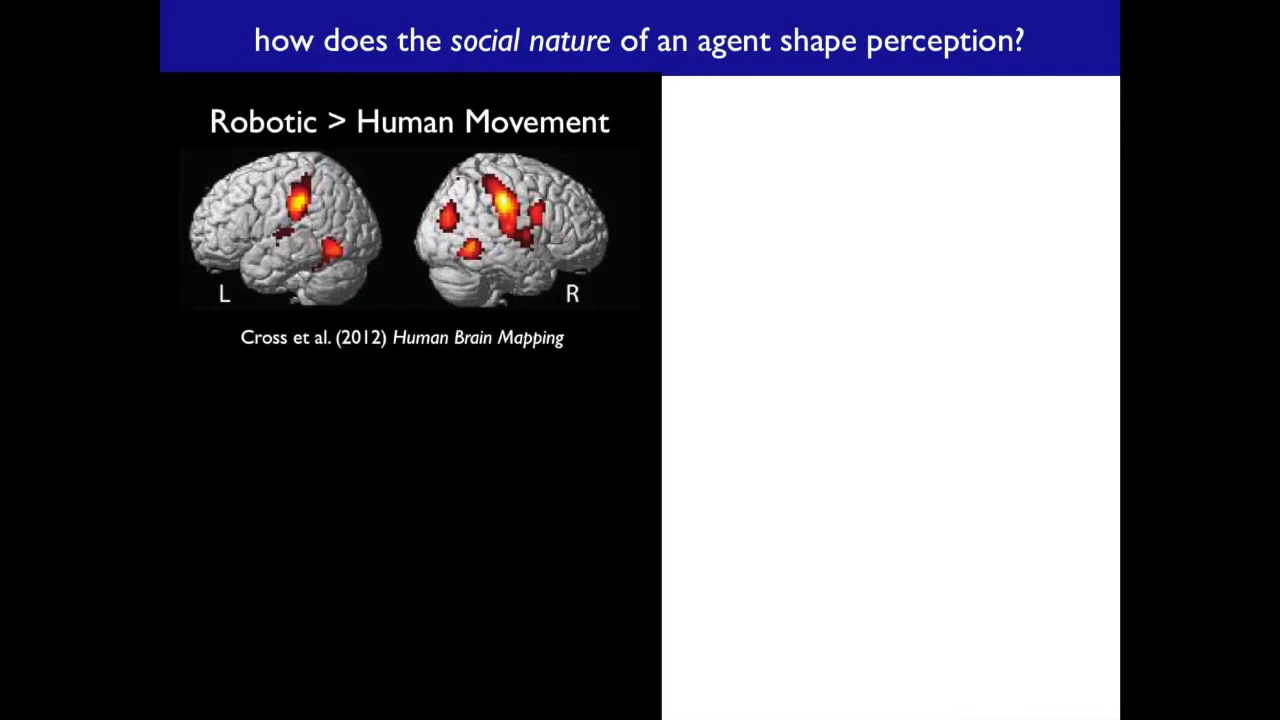 how does the social nature of an agent shape perception?
Robotic > Human Movement
L
R
Cross et al. (2012) Human Brain Mapping